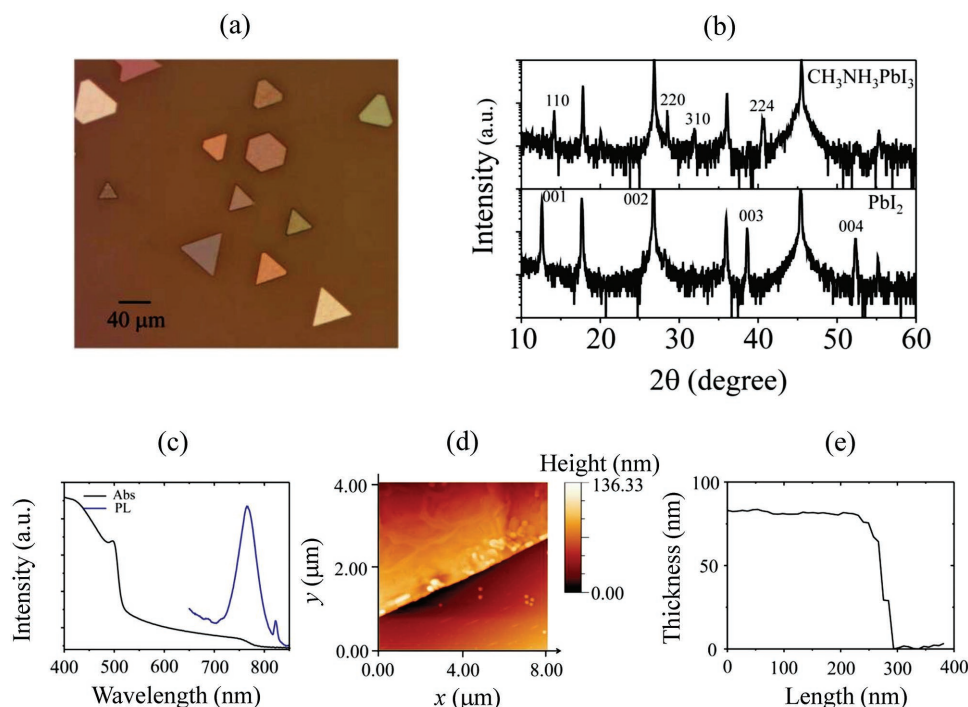 (a)
40 μm
(b)
Intensity (a.u.)
CH₃NH₃PbI₃
110
220
310
224
PbI₂
001
002
003
004
10 20 30 40 50 60
2θ (degree)
(c)
Intensity (a.u.)
Abs
PL
400 500 600 700 800
Wavelength (nm)
(d)
Height (nm)
136.33
0.00
y (μm)
4.00
2.00
0.00
0.00 4.00 8.00
x (μm)
(e)
Thickness (nm)
100
50
0
0 100 200 300 400
Length (nm)